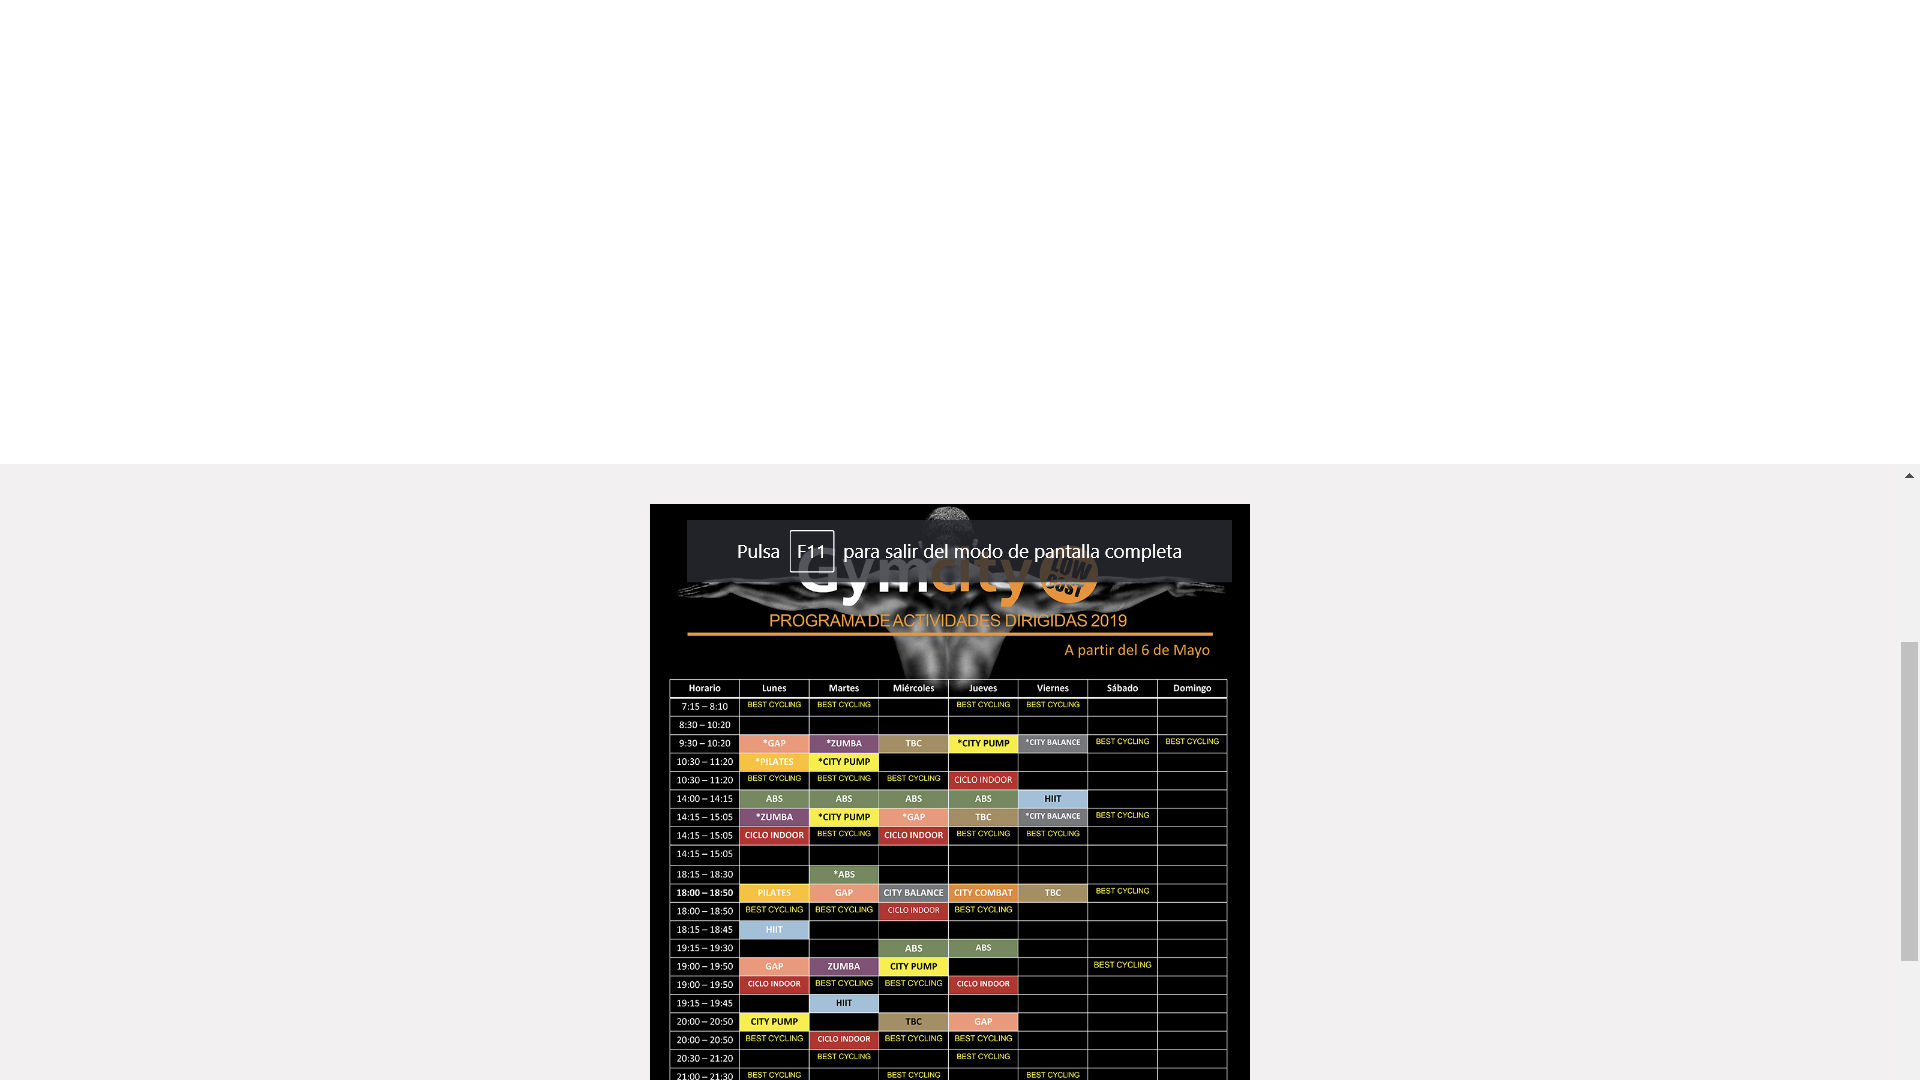 Pulsa F11 para salir del modo de pantalla completa
Gymcity LOW COST
PROGRAMA DE ACTIVIDADES DIRIGIDAS 2019
A partir del 6 de Mayo
Horario Lunes Martes Miércoles Jueves Viernes Sábado Domingo
7:15 – 8:10 BEST CYCLING BEST CYCLING BEST CYCLING BEST CYCLING
8:30 – 10:20
9:30 – 10:20 *GAP *ZUMBA TBC *CITY PUMP *CITY BALANCE BEST CYCLING BEST CYCLING
10:30 – 11:20 *PILATES *CITY PUMP
10:30 – 11:20 BEST CYCLING BEST CYCLING BEST CYCLING CICLO INDOOR
14:00 – 14:15 ABS ABS ABS ABS HIIT
14:15 – 15:05 *ZUMBA *CITY PUMP *GAP TBC *CITY BALANCE BEST CYCLING
14:15 – 15:05 CICLO INDOOR BEST CYCLING CICLO INDOOR BEST CYCLING BEST CYCLING
14:15 – 15:05
18:15 – 18:30 *ABS
18:00 – 18:50 PILATES GAP CITY BALANCE CITY COMBAT TBC BEST CYCLING
18:00 – 18:50 BEST CYCLING BEST CYCLING CICLO INDOOR BEST CYCLING
18:15 – 18:45 HIIT
19:15 – 19:30 ABS ABS
19:00 – 19:50 GAP ZUMBA CITY PUMP BEST CYCLING
19:00 – 19:50 CICLO INDOOR BEST CYCLING BEST CYCLING CICLO INDOOR
19:15 – 19:45 HIIT
20:00 – 20:50 CITY PUMP TBC GAP
20:00 – 20:50 BEST CYCLING CICLO INDOOR BEST CYCLING BEST CYCLING
20:30 – 21:20 BEST CYCLING BEST CYCLING
21:00 – 21:30 BEST CYCLING BEST CYCLING BEST CYCLING